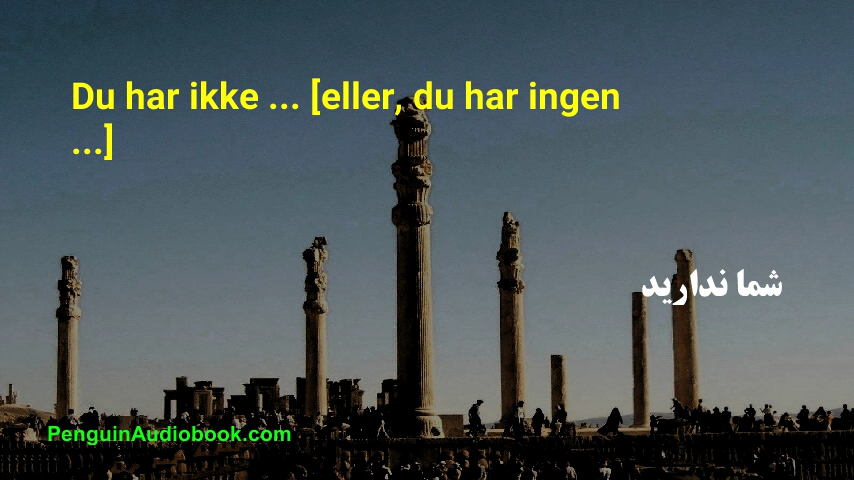 Du har ikke ... [eller, du har ingen
...]
شما ندارید
PenguinAudiobook.com